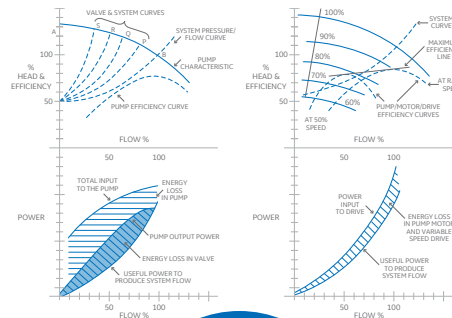 VALVE & SYSTEM CURVES
S
R
Q
P
A
B
SYSTEM PRESSURE/
FLOW CURVE
PUMP
CHARACTERISTIC
100
%
HEAD &
EFFICIENCY
50
PUMP EFFICIENCY CURVE
FLOW %
50
100
100%
90%
80%
70%
60%
SYSTEM
CURVE
MAXIMUM
EFFICIENCY
LINE
100
%
HEAD &
EFFICIENCY
50
AT 50%
SPEED
PUMP/MOTOR/DRIVE
EFFICIENCY CURVES
FLOW %
50
100
TOTAL INPUT
TO THE PUMP
ENERGY
LOSS
IN PUMP
POWER
PUMP OUTPUT POWER
ENERGY LOSS IN VALVE
USEFUL POWER TO
PRODUCE SYSTEM FLOW
50
100
FLOW %
POWER
POWER
INPUT
TO DRIVE
ENERGY LOSS
IN PUMP MOTOR
AND VARIABLE
SPEED DRIVE
USEFUL POWER
TO PRODUCE
SYSTEM FLOW
50
100
FLOW %